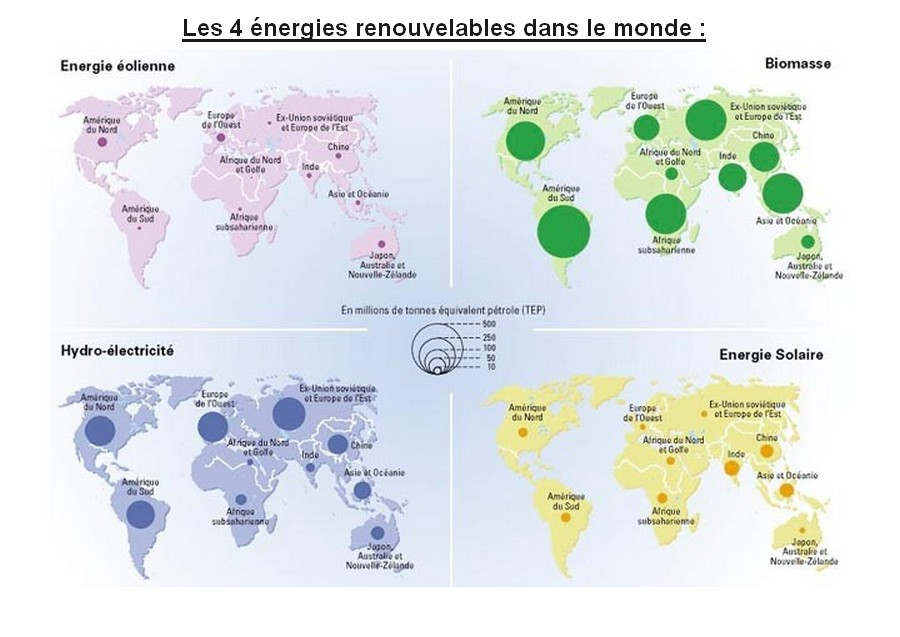 Les 4 énergies renouvelables dans le monde :
Energie éolienne
Amérique
du Nord
Europe
de l'Ouest
Ex-Union soviétique
et Europe de l'Est
Chine
Afrique du Nord
et Golfe
Inde
Asie et Océanie
Amérique
du Sud
Afrique
subsaharienne
Japon,
Australie et
Nouvelle-Zélande
Biomasse
Amérique
du Nord
Europe
de l'Ouest
Ex-Union soviétique
et Europe de l'Est
Chine
Afrique du Nord
et Golfe
Inde
Amérique
du Sud
Asie et Océanie
Afrique
subsaharienne
Japon,
Australie et
Nouvelle-Zélande
En millions de tonnes équivalent pétrole (TEP)
500
250
100
50
10
Hydro-électricité
Amérique
du Nord
Europe
de l'Ouest
Ex-Union soviétique
et Europe de l'Est
Afrique du Nord
et Golfe
Chine
Inde
Asie et Océanie
Amérique
du Sud
Afrique
subsaharienne
Japon,
Australie et
Nouvelle-Zélande
Energie Solaire
Amérique
du Nord
Europe
de l'Ouest
Ex-Union soviétique
et Europe de l'Est
Afrique du Nord
et Golfe
Chine
Inde
Asie et Océanie
Amérique
du Sud
Afrique
subsaharienne
Japon,
Australie et
Nouvelle-Zélande